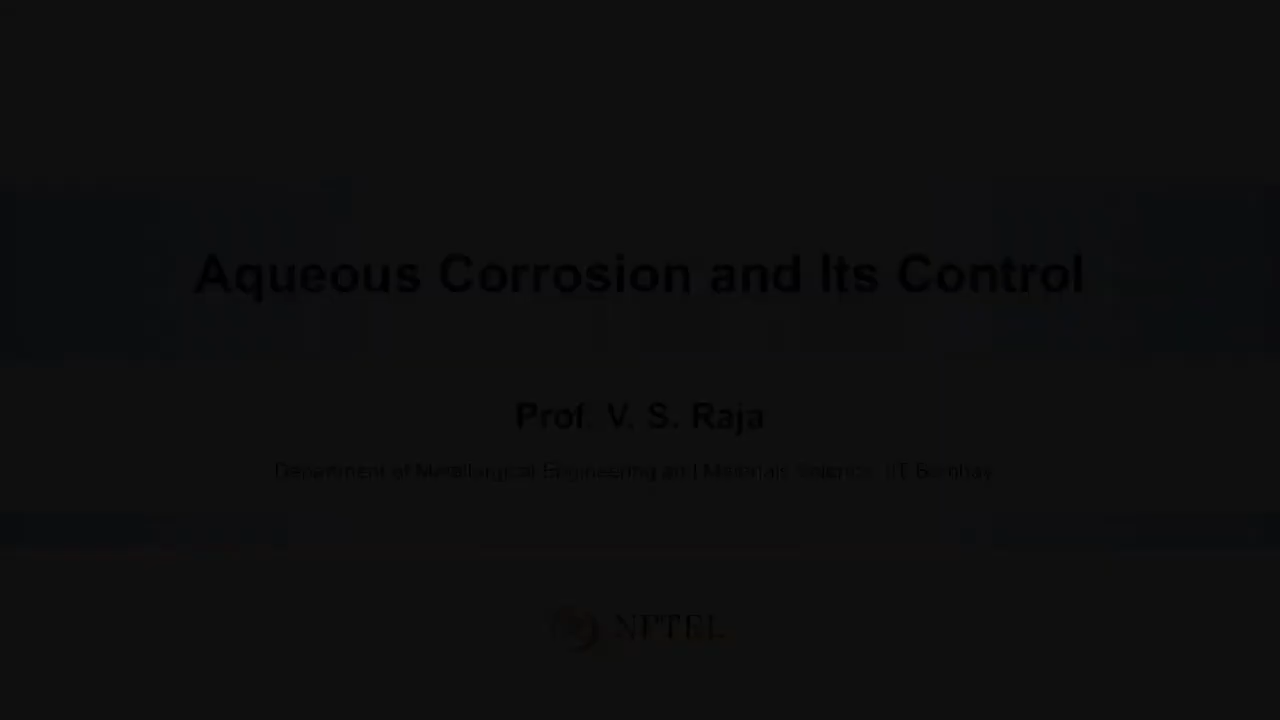 Aqueous Corrosion and Its Control
Prof. V. S. Raja
Department of Metallurgical Engineering and Materials Science, IIT Bombay
NPTEL